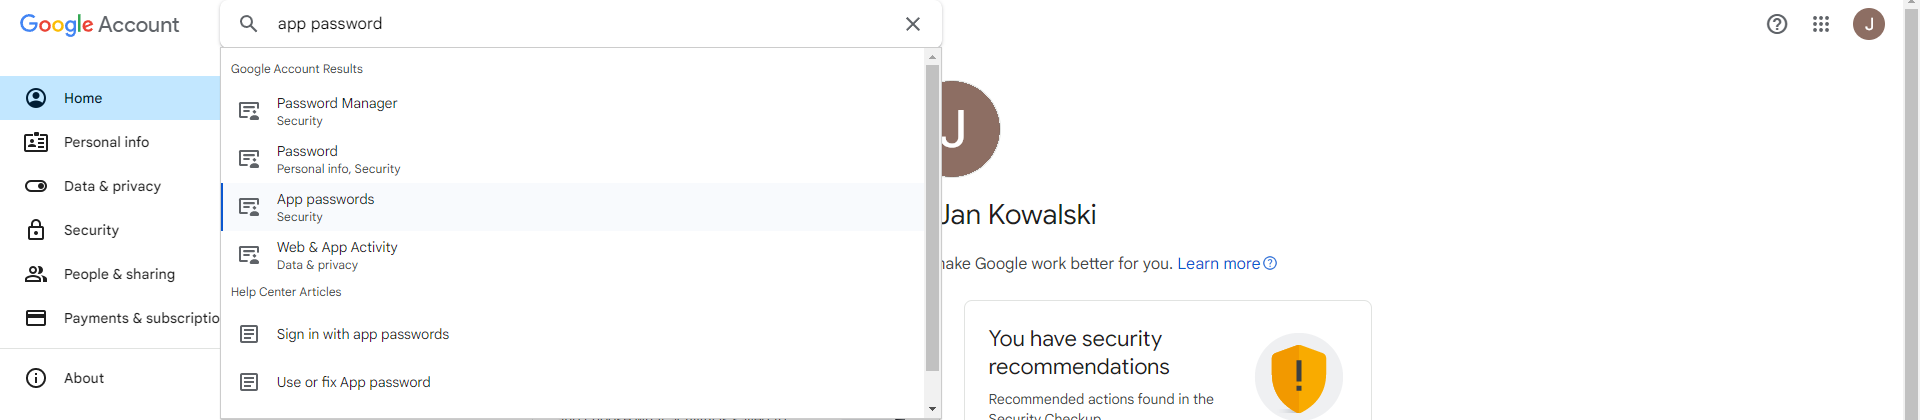 Google Account
app password
J
Google Account Results
Home
Password Manager
Security
Personal info
Password
Personal info, Security
Data & privacy
App passwords
Security
Security
Web & App Activity
Data & privacy
People & sharing
Help Center Articles
Payments & subscriptio
Sign in with app passwords
About
Use or fix App password
J
Jan Kowalski
make Google work better for you. Learn more
You have security
recommendations
Recommended actions found in the
Security Checkup